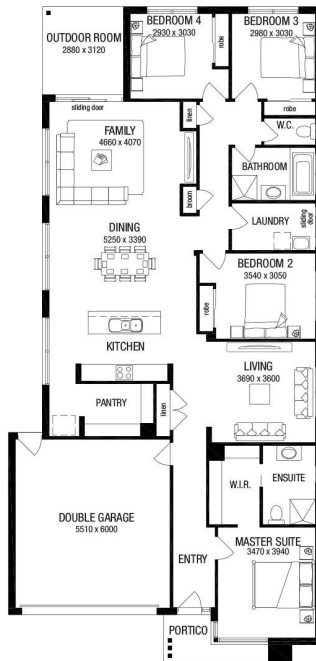 BEDROOM 4
2930 x 3030
BEDROOM 3
2980 x 3030
OUTDOOR ROOM
2880 x 3120
robe
robe
sliding door
linen
W.C.
FAMILY
4660 x 4070
BATHROOM
broom
LAUNDRY
sliding
door
DINING
5250 x 3390
BEDROOM 2
3540 x 3050
robe
KITCHEN
LIVING
3690 x 3600
PANTRY
linen
W.I.R.
ENSUITE
DOUBLE GARAGE
5510 x 6000
MASTER SUITE
3470 x 3940
ENTRY
PORTICO